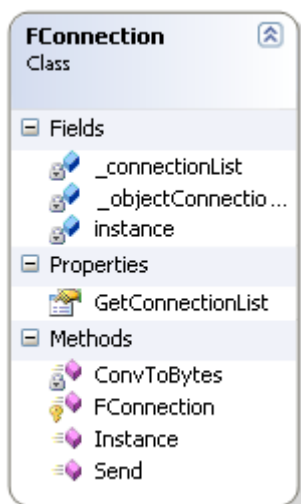 FConnection
Class
Fields
_connectionList
_objectConnectio...
instance
Properties
GetConnectionList
Methods
ConvToBytes
FConnection
Instance
Send